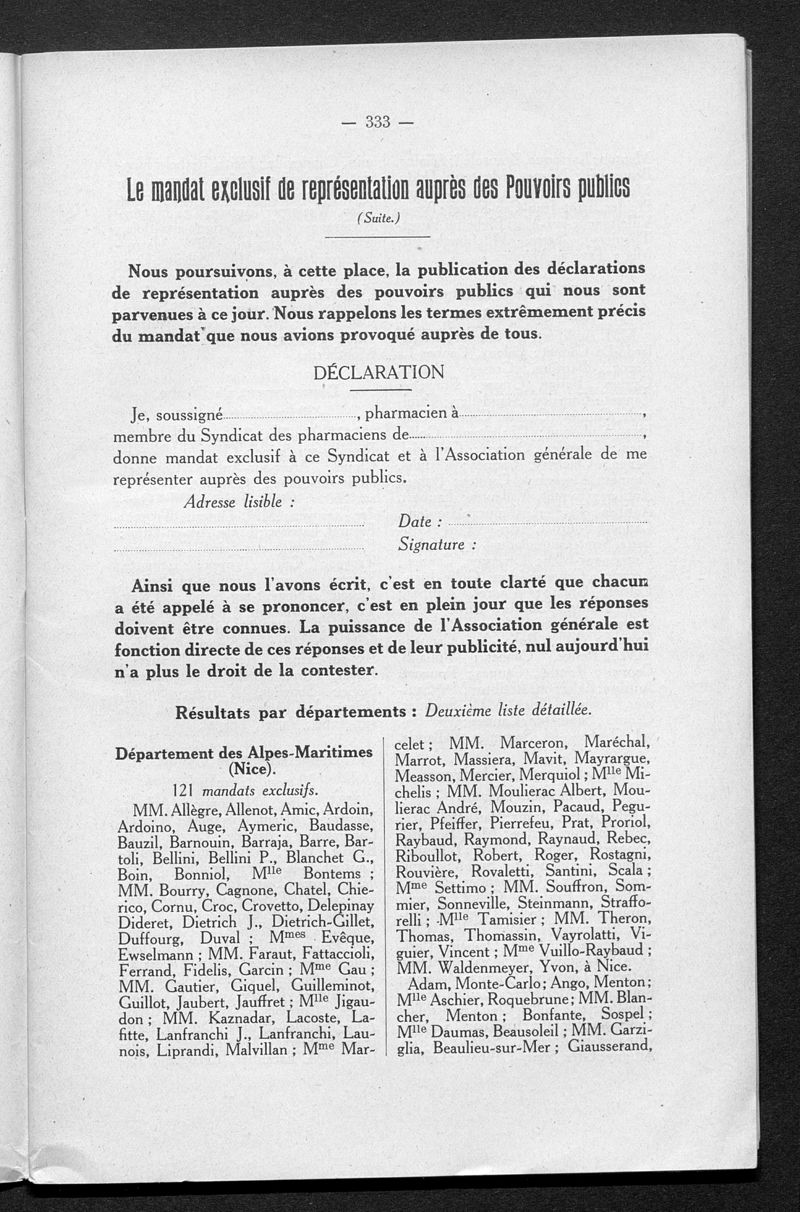 — 333 —
Le mandat exclusif de représentation auprès des Pouvoirs publics
(Suite.)
Nous poursuivons, à cette place, la publication des déclarations
de représentation auprès des pouvoirs publics qui nous sont
parvenues à ce jour. Nous rappelons les termes extrêmement précis
du mandat que nous avions provoqué auprès de tous.
DÉCLARATION
Je, soussigné........................................, pharmacien à........................................,
membre du Syndicat des pharmaciens de........................................,
donne mandat exclusif à ce Syndicat et à l'Association générale de me
représenter auprès des pouvoirs publics.
Adresse lisible :
Date :
Signature :
Ainsi que nous l'avons écrit, c'est en toute clarté que chacun
a été appelé à se prononcer, c'est en plein jour que les réponses
doivent être connues. La puissance de l'Association générale est
fonction directe de ces réponses et de leur publicité, nul aujourd'hui
n'a plus le droit de la contester.
Résultats par départements : Deuxième liste détaillée.
Département des Alpes-Maritimes
(Nice).
121 mandats exclusifs.
MM. Allègre, Allenot, Amic, Ardoin,
Ardoino, Auge, Aymeric, Baudasse,
Bauzil, Barnouin, Barraja, Barre, Bar-
toli, Bellini, Bellini P., Blanchet G.,
Boin, Bonniol, Mlle Bontems ;
MM. Bourry, Cagnone, Chatel, Chie-
rico, Cornu, Croc, Crovetto, Delepinay
Dideret, Dietrich J., Dietrich-Gillet,
Duffourg, Duval ; Mmes Evêque,
Ewselmann ; MM. Faraut, Fattaccioli,
Ferrand, Fidelis, Garcin ; Mme Gau ;
MM. Gautier, Giquel, Guilleminot,
Guillot, Jaubert, Jauffret ; Mlle Jigau-
don ; MM. Kaznadar, Lacoste, La-
fitte, Lanfranchi J., Lanfranchi, Lau-
nois, Liprandi, Malvillan ; Mme Mar-
celet ; MM. Marceron, Maréchal,
Marrot, Massiera, Mavit, Mayrargue,
Measson, Mercier, Merquiol ; Mlle Mi-
chelis ; MM. Moulierac Albert, Mou-
lierac André, Mouzin, Pacaud, Pegu-
rier, Pfeiffer, Pierrefeu, Prat, Proriol,
Raybaud, Raymond, Raynaud, Rebec,
Riboullot, Robert, Roger, Rostagni,
Rouvière, Rovaletti, Santini, Scala ;
Mme Settimo ; MM. Souffron, Som-
mier, Sonneville, Steinmann, Straffo-
relli ; Mlle Tamisier ; MM. Theron,
Thomas, Thomassin, Vayrolatti, Vi-
guier, Vincent ; Mme Vuillo-Raybaud ;
MM. Waldenmeyer, Yvon, à Nice.
Adam, Monte-Carlo ; Ango, Menton ;
Mlle Aschier, Roquebrune ; MM. Blan-
cher, Menton ; Bonfante, Sospel ;
Mlle Daumas, Beausoleil ; MM. Garzi-
glia, Beaulieu-sur-Mer ; Giausserand,